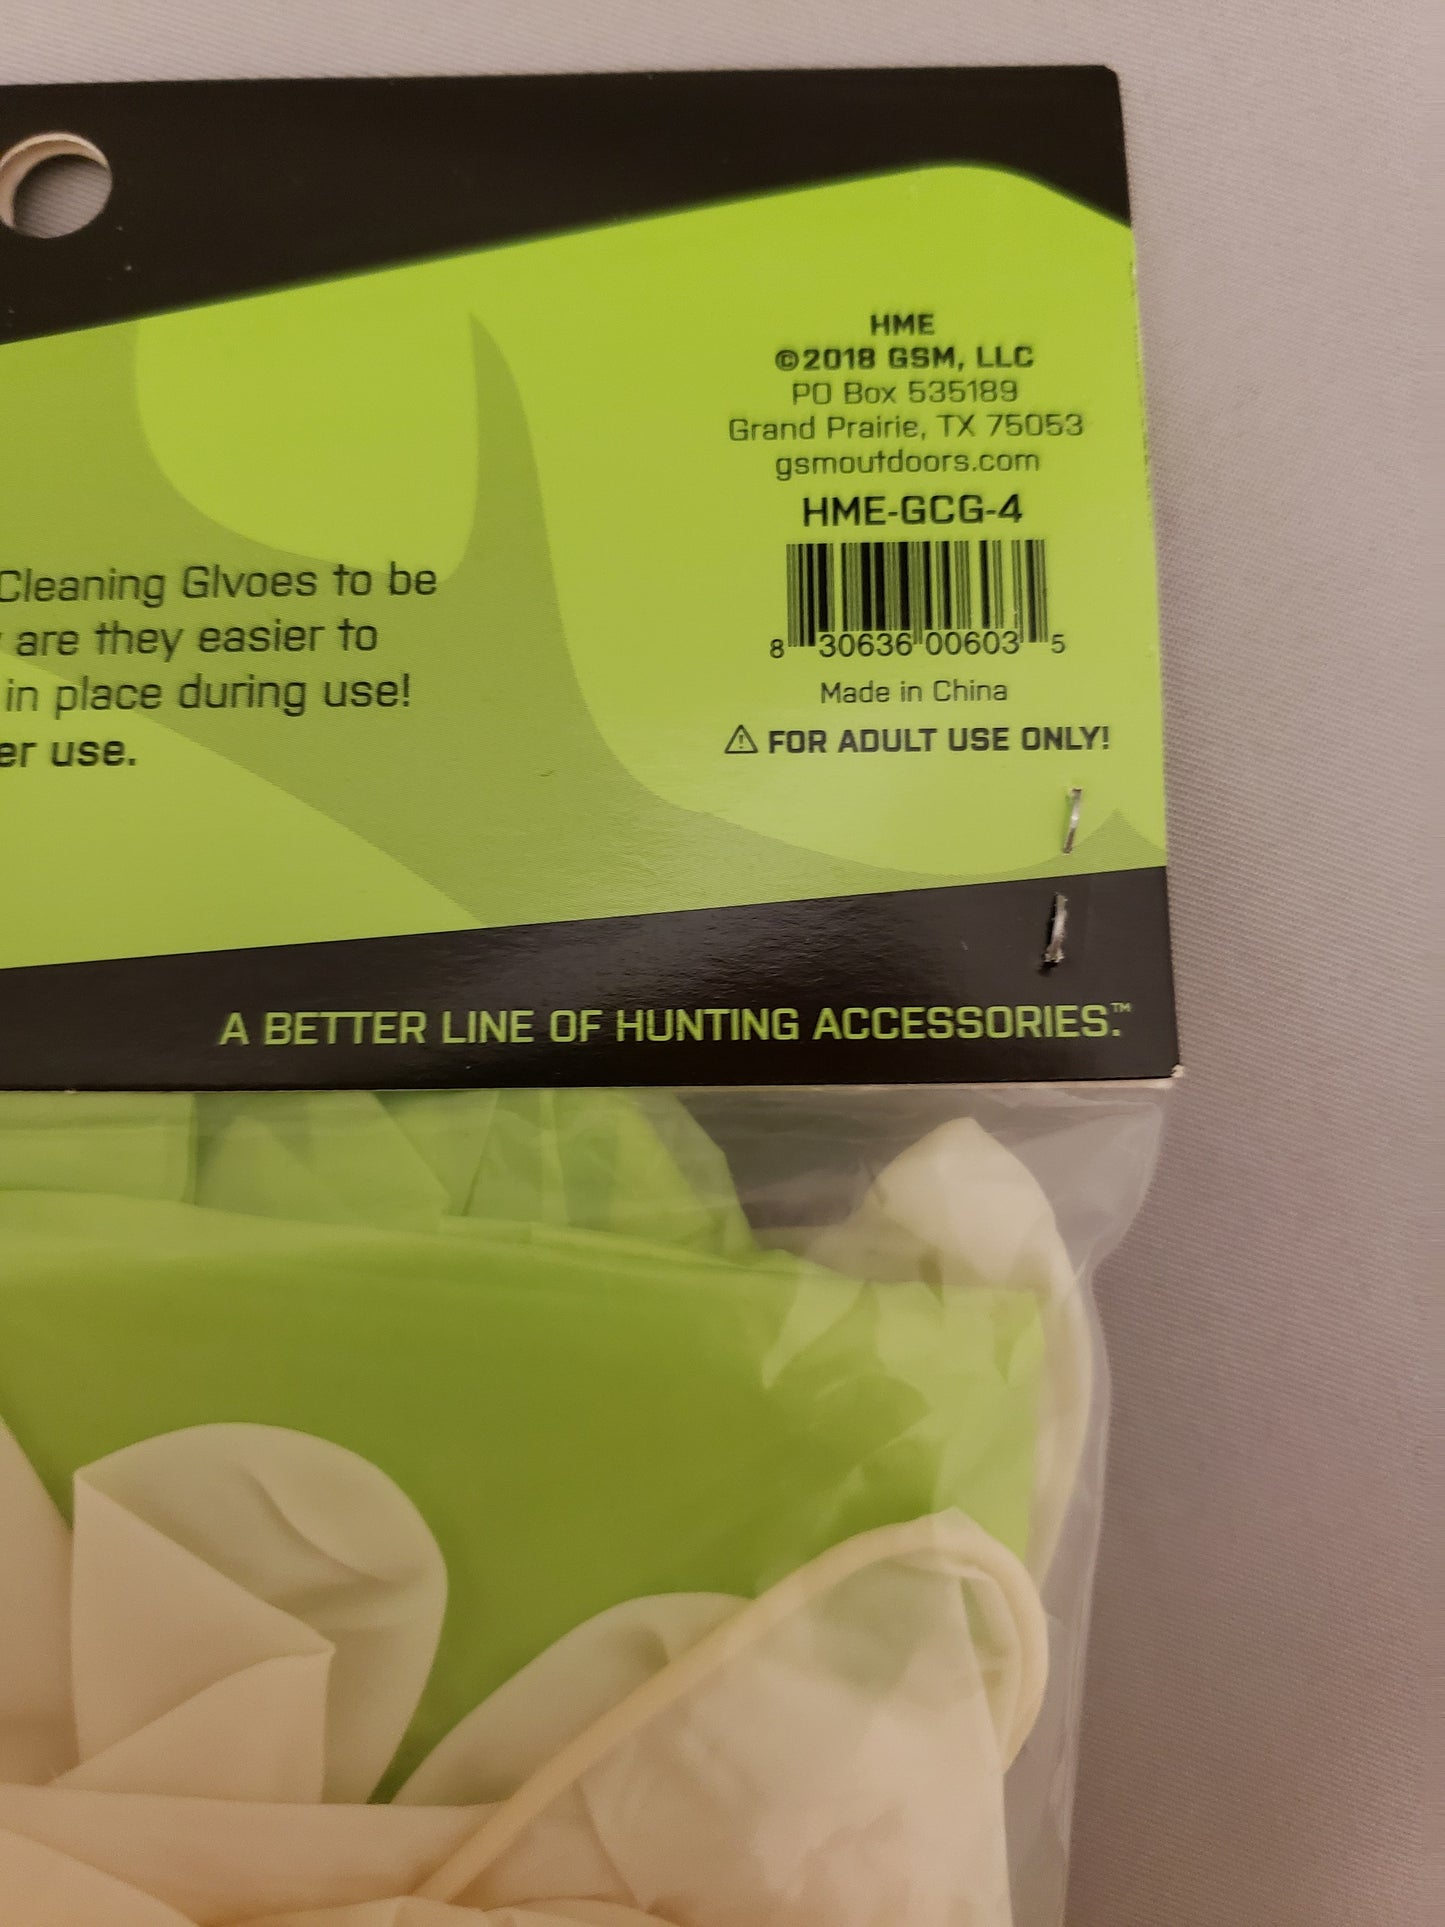 HME
©2018 GSM, LLC
PO Box 535189
Grand Prairie, TX 75053
gsmoutdoors.com
HME-GCG-4
8 30636 00603 5
Made in China
⚠ FOR ADULT USE ONLY!
Cleaning Glvoes to be
are they easier to
in place during use!
use.
A BETTER LINE OF HUNTING ACCESSORIES.™